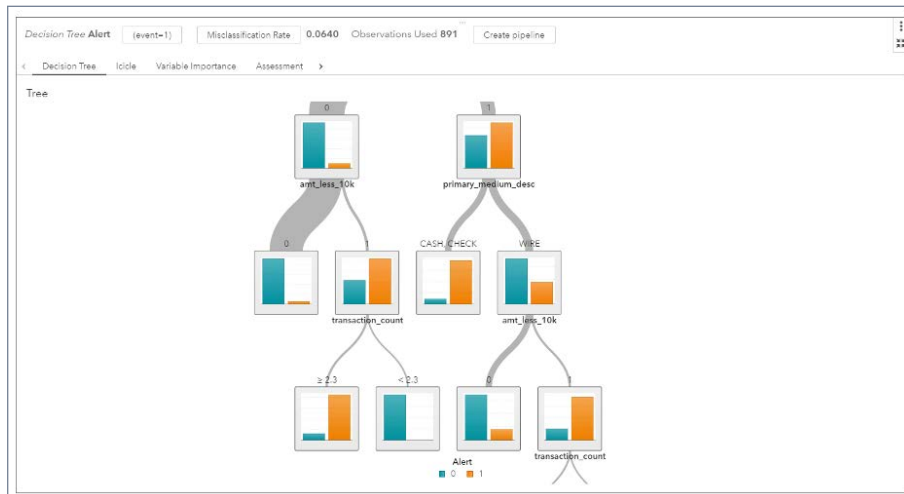 Decision Tree Alert (event=1) Misclassification Rate 0.0640 Observations Used 891 Create pipeline
Decision Tree Icicle Variable Importance Assessment
Tree
0 1
amt_less_10k primary_medium_desc
0 1 CASH, CHECK WIRE
transaction_count amt_less_10k
≥ 2.3 < 2.3 0 1
transaction_count
Alert
0 1